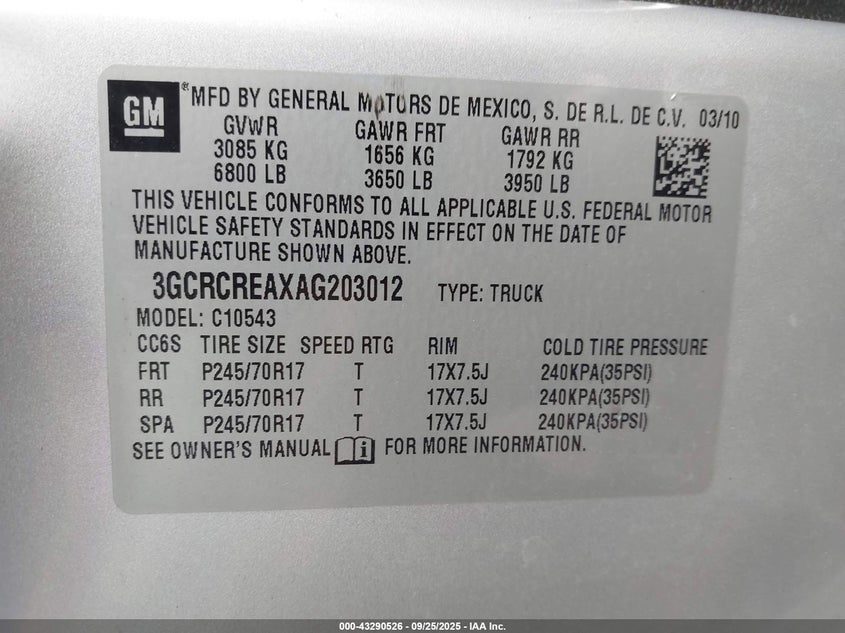 GM
® MFD BY GENERAL MOTORS DE MEXICO, S. DE R.L. DE C.V. 03/10
GVWR GAWR FRT GAWR RR
3085 KG 1656 KG 1792 KG
6800 LB 3650 LB 3950 LB
THIS VEHICLE CONFORMS TO ALL APPLICABLE U.S. FEDERAL MOTOR
VEHICLE SAFETY STANDARDS IN EFFECT ON THE DATE OF
MANUFACTURE SHOWN ABOVE.
3GCRCREAXAG203012 TYPE: TRUCK
MODEL: C10543
CC6S TIRE SIZE SPEED RTG RIM COLD TIRE PRESSURE
FRT P245/70R17 T 17X7.5J 240KPA(35PSI)
RR P245/70R17 T 17X7.5J 240KPA(35PSI)
SPA P245/70R17 T 17X7.5J 240KPA(35PSI)
SEE OWNER'S MANUAL i FOR MORE INFORMATION.
000-43290526 - 09/25/2025 - IAA Inc.